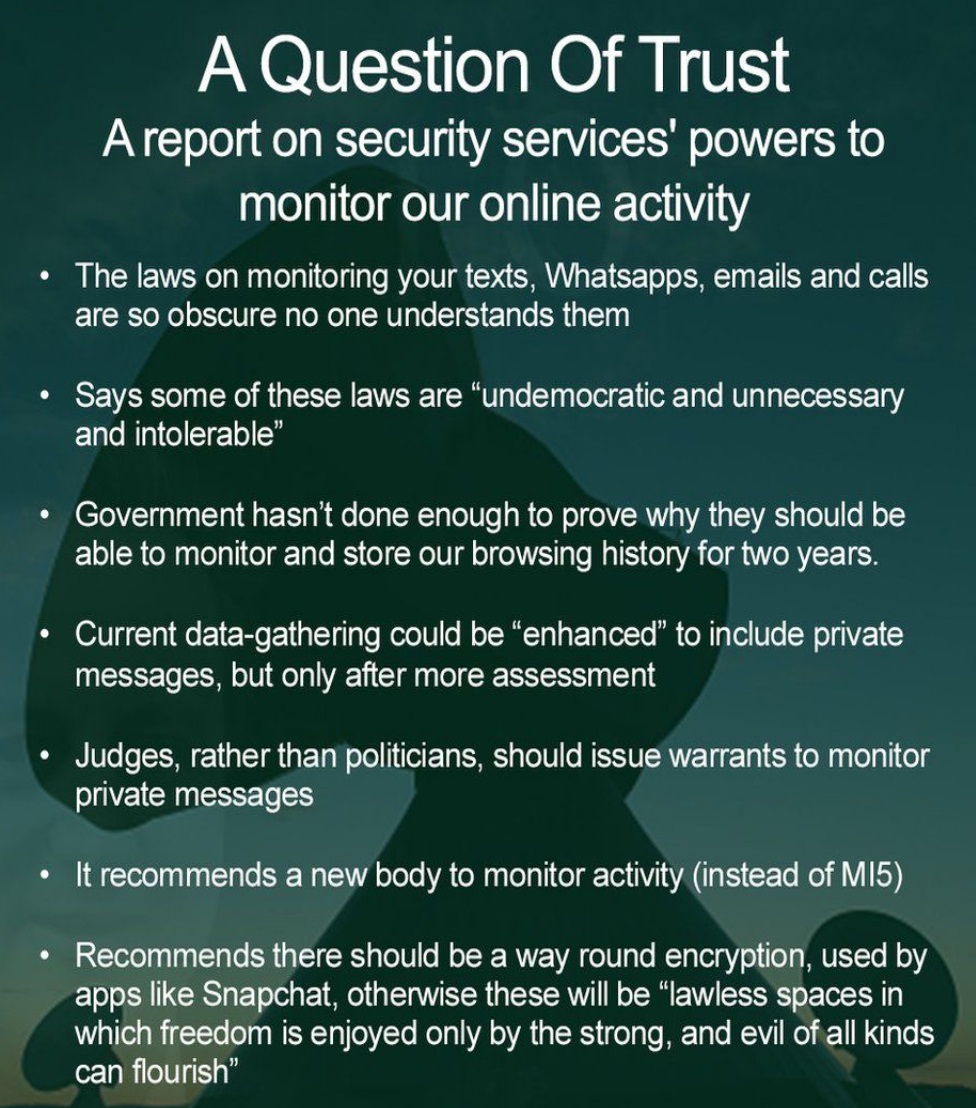 A Question Of Trust
A report on security services' powers to
monitor our online activity
• The laws on monitoring your texts, Whatsapps, emails and calls
are so obscure no one understands them
• Says some of these laws are “undemocratic and unnecessary
and intolerable”
• Government hasn’t done enough to prove why they should be
able to monitor and store our browsing history for two years.
• Current data-gathering could be “enhanced” to include private
messages, but only after more assessment
• Judges, rather than politicians, should issue warrants to monitor
private messages
• It recommends a new body to monitor activity (instead of MI5)
• Recommends there should be a way round encryption, used by
apps like Snapchat, otherwise these will be “lawless spaces in
which freedom is enjoyed only by the strong, and evil of all kinds
can flourish”